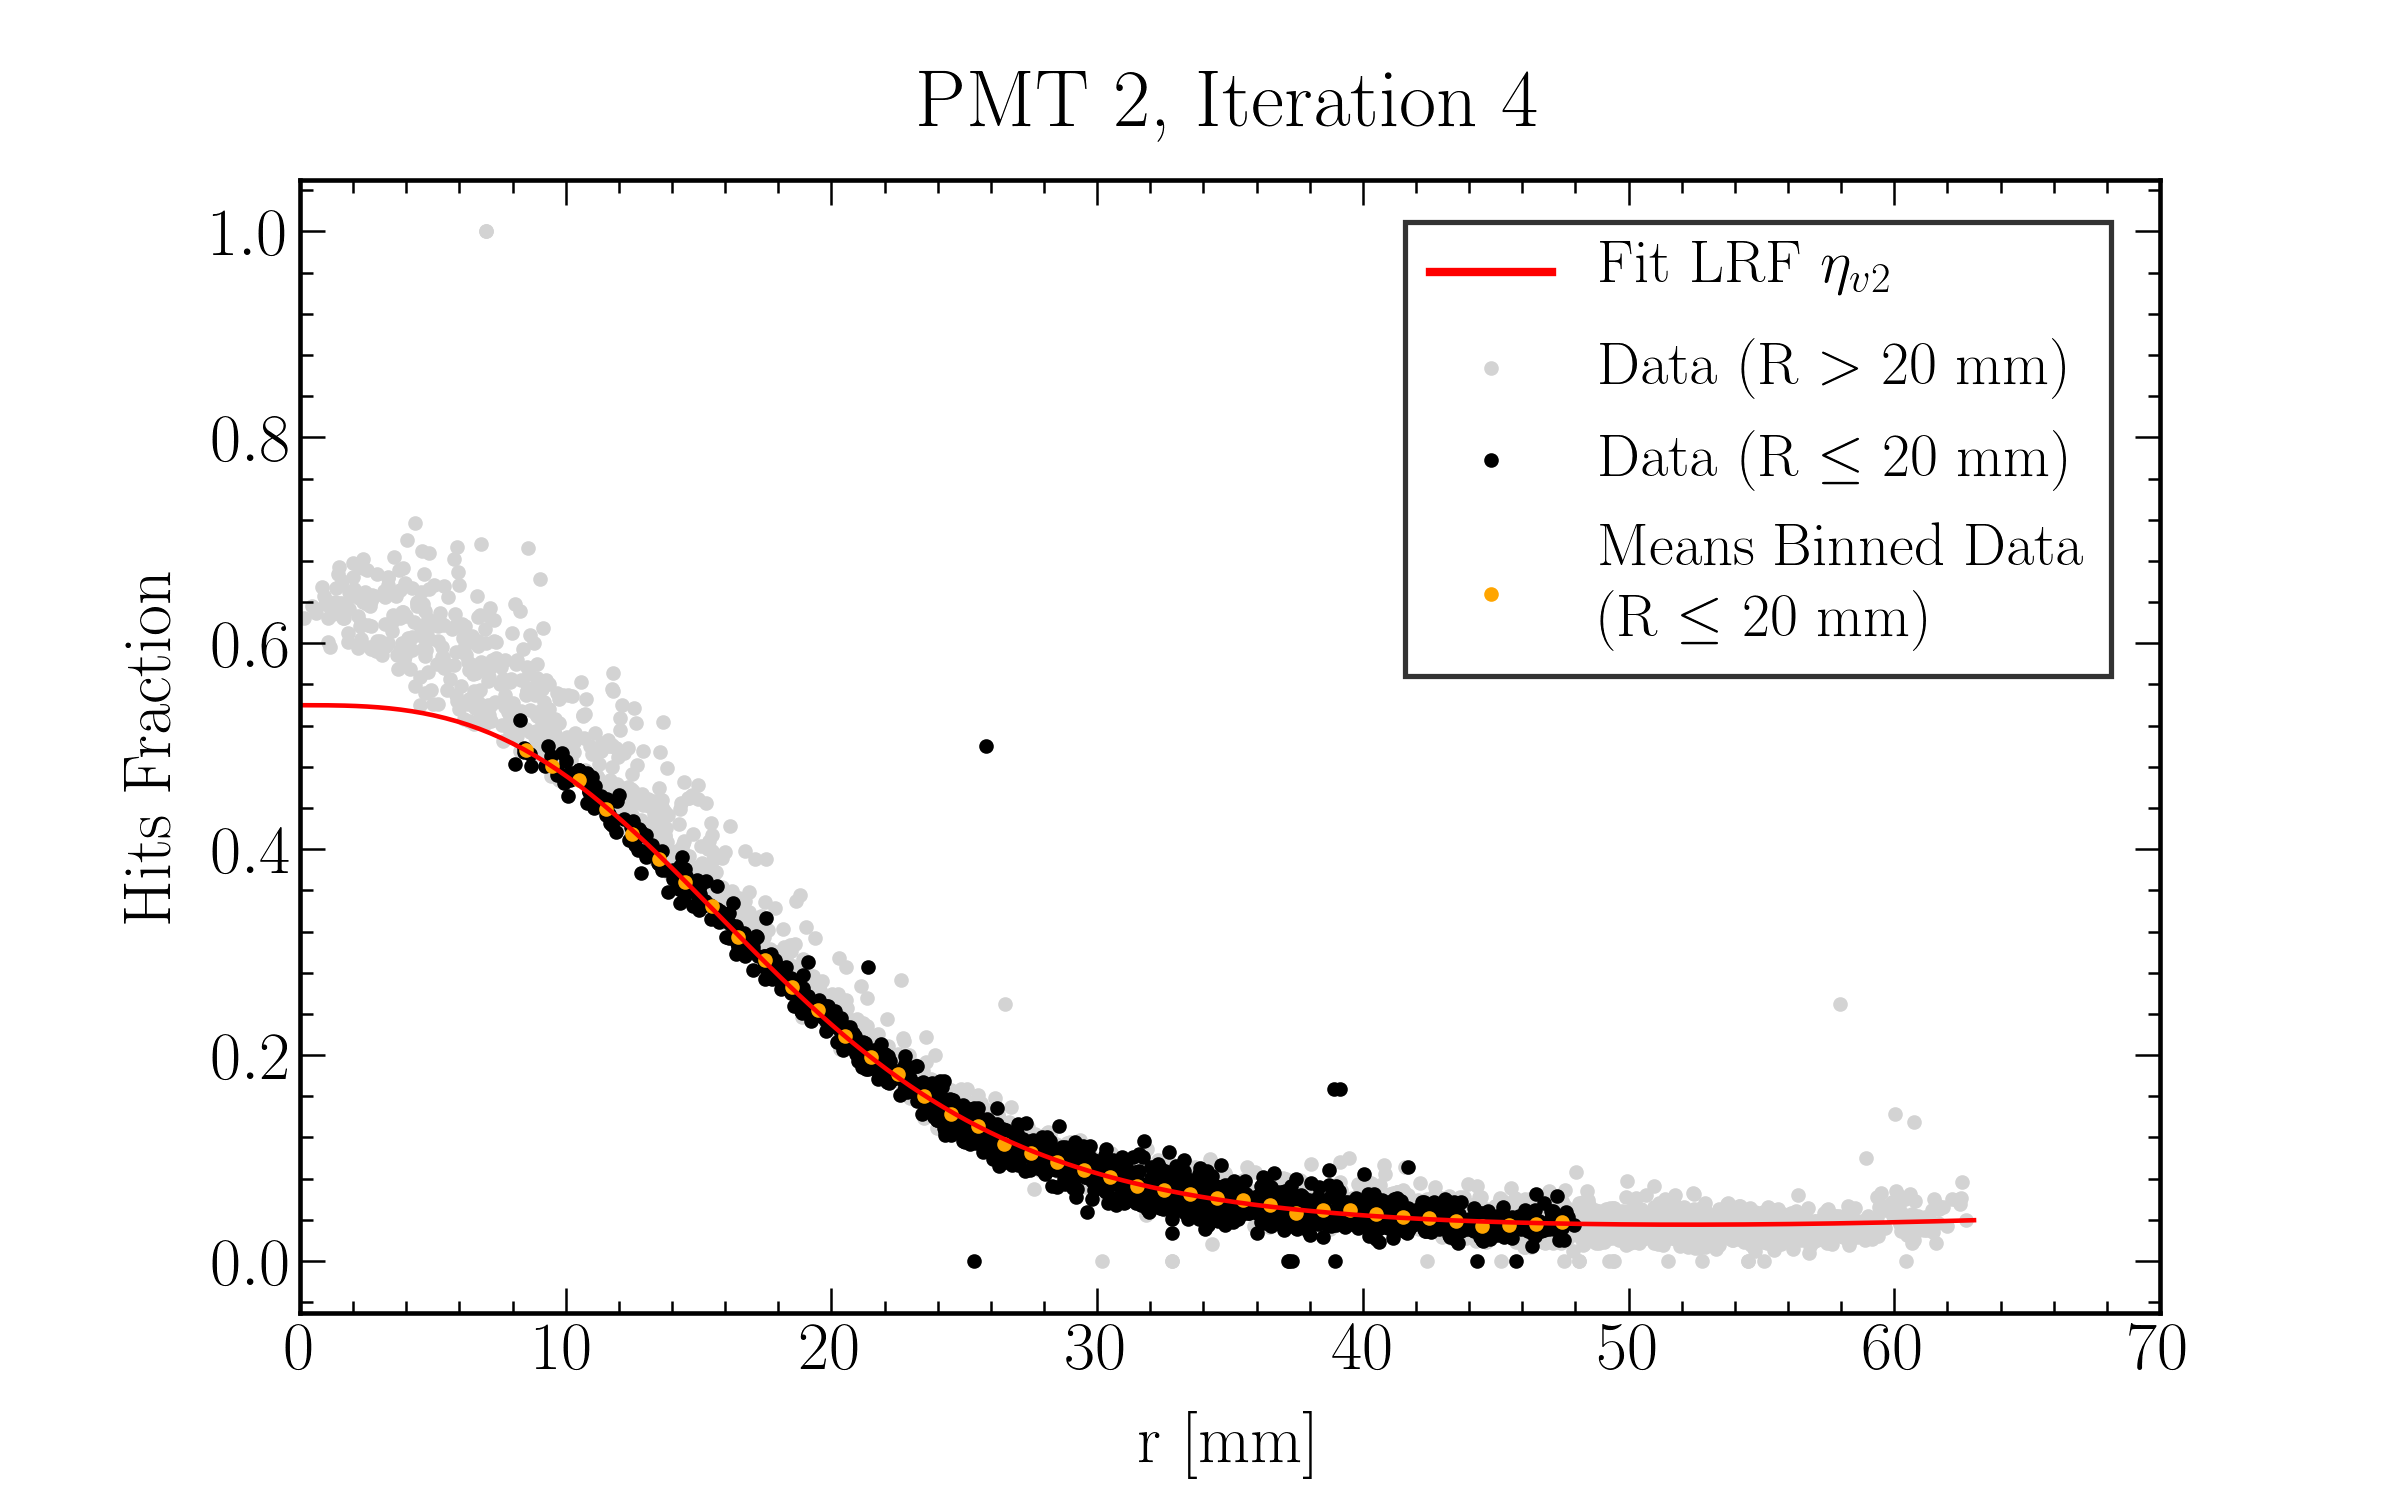 PMT 2, Iteration 4
1.0
0.8
0.6
0.4
0.2
0.0
Hits Fraction
Fit LRF η_{v2}
Data (R > 20 mm)
Data (R ≤ 20 mm)
Means Binned Data
(R ≤ 20 mm)
0 10 20 30 40 50 60 70
r [mm]